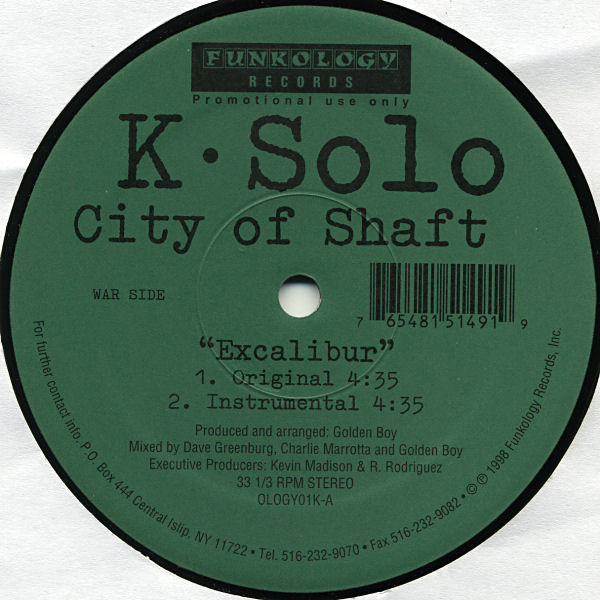 FUNKOLOGY
RECORDS
Promotional use only
K·Solo
City of Shaft
WAR SIDE
7 65481 51491 9
“Excalibur”
1. Original 4:35
2. Instrumental 4:35
Produced and arranged: Golden Boy
Mixed by Dave Greenburg, Charlie Marrotta and Golden Boy
Executive Producers: Kevin Madison & R. Rodriguez
33 1/3 RPM STEREO
OLOGY01K-A
For further contact info. P.O. Box 444 Central Islip, NY 11722 • Tel. 516-232-9070 • Fax 516-232-9082 • © ℗ 1998 Funkology Records, Inc.